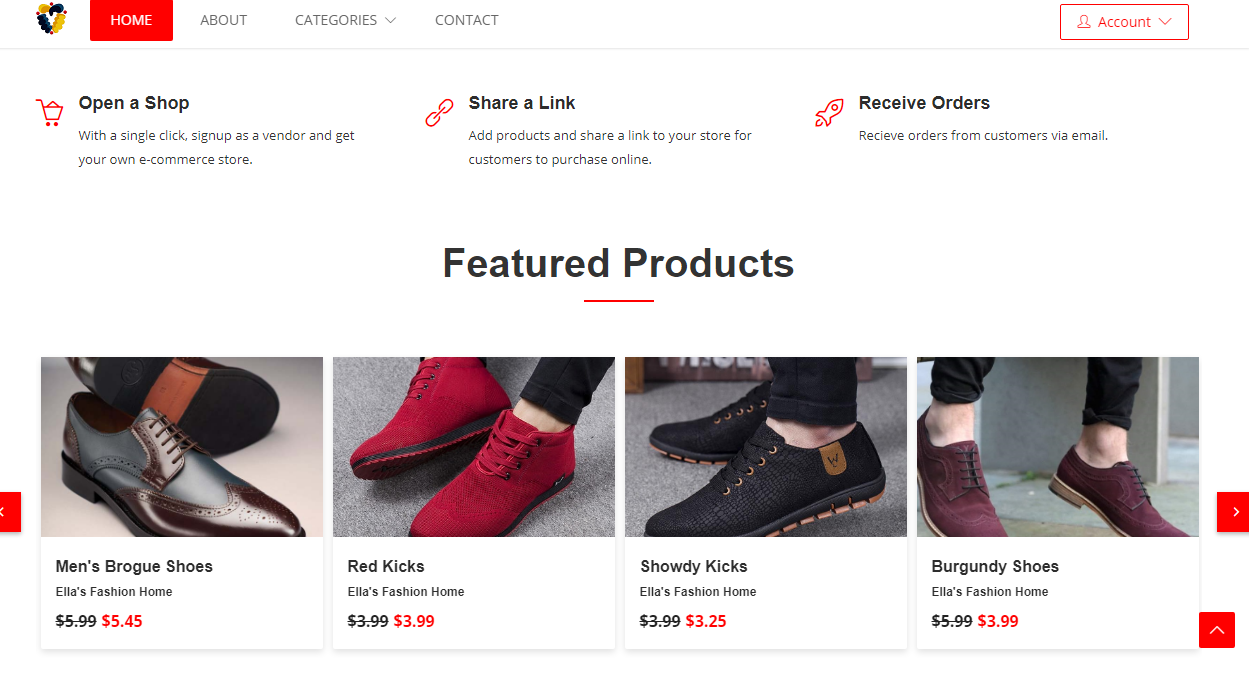 HOME ABOUT CATEGORIES CONTACT Account
Open a Shop
With a single click, signup as a vendor and get
your own e-commerce store.
Share a Link
Add products and share a link to your store for
customers to purchase online.
Receive Orders
Recieve orders from customers via email.
Featured Products
Men's Brogue Shoes
Ella's Fashion Home
$5.99 $5.45
Red Kicks
Ella's Fashion Home
$3.99 $3.99
Showdy Kicks
Ella's Fashion Home
$3.99 $3.25
Burgundy Shoes
Ella's Fashion Home
$5.99 $3.99